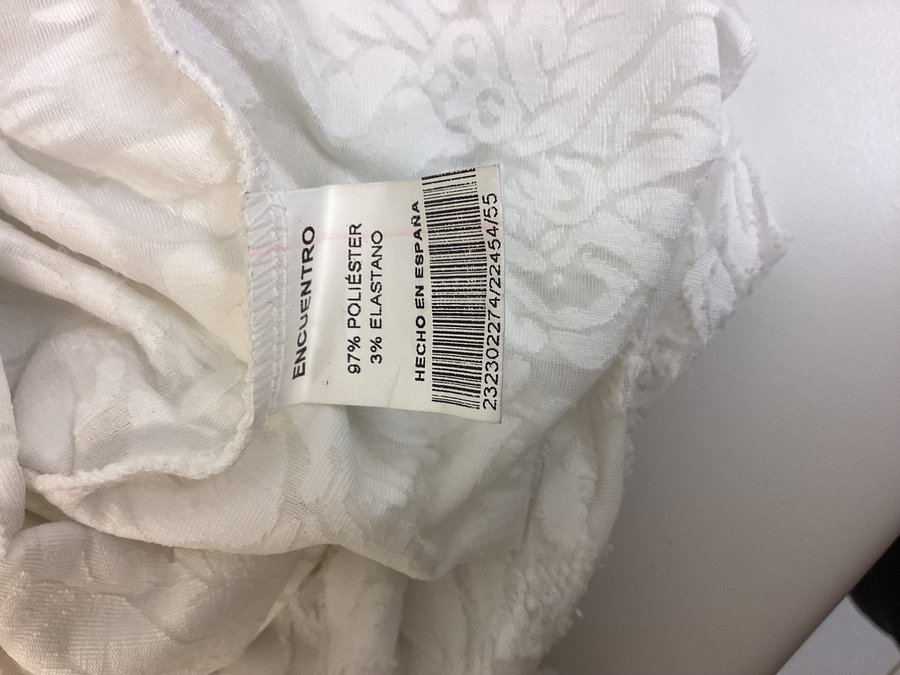 ENCUENTRO
97% POLIÉSTER
3% ELASTANO
HECHO EN ESPAÑA
232302274/22454/55